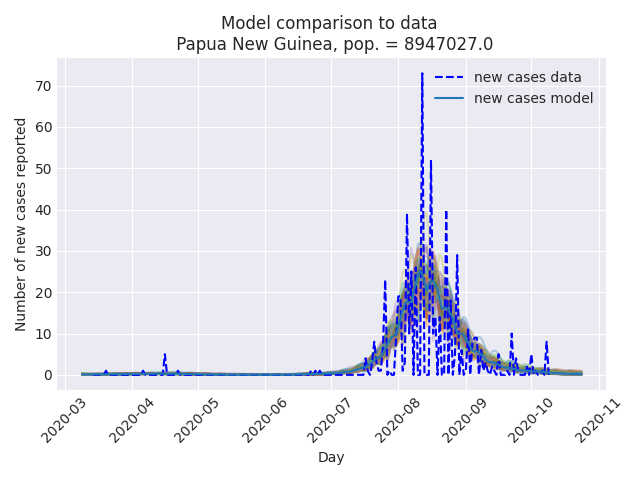 Model comparison to data
Papua New Guinea, pop. = 8947027.0
new cases data
new cases model
Number of new cases reported
70
60
50
40
30
20
10
0
2020-03
2020-04
2020-05
2020-06
2020-07
2020-08
2020-09
2020-10
2020-11
Day